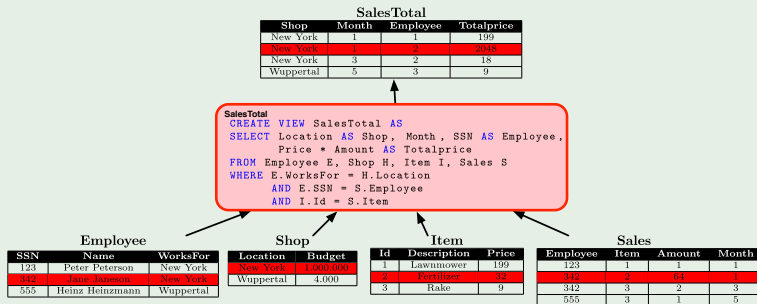 SalesTotal
Shop Month Employee Totalprice
New York 1 1 199
New York 1 2 2048
New York 3 2 18
Wuppertal 5 3 9
SalesTotal
CREATE VIEW SalesTotal AS
SELECT Location AS Shop, Month, SSN AS Employee,
Price * Amount AS Totalprice
FROM Employee E, Shop H, Item I, Sales S
WHERE E.WorksFor = H.Location
AND E.SSN = S.Employee
AND I.Id = S.Item
Employee
SSN Name WorksFor
123 Peter Peterson New York
342 Jane Janeson New York
555 Heinz Heinzmann Wuppertal
Shop
Location Budget
New York 1.000.000
Wuppertal 4.000
Item
Id Description Price
1 Lawnmower 199
2 Fertilizer 32
3 Rake 9
Sales
Employee Item Amount Month
123 1 1 1
342 2 64 1
342 3 2 3
555 3 1 5